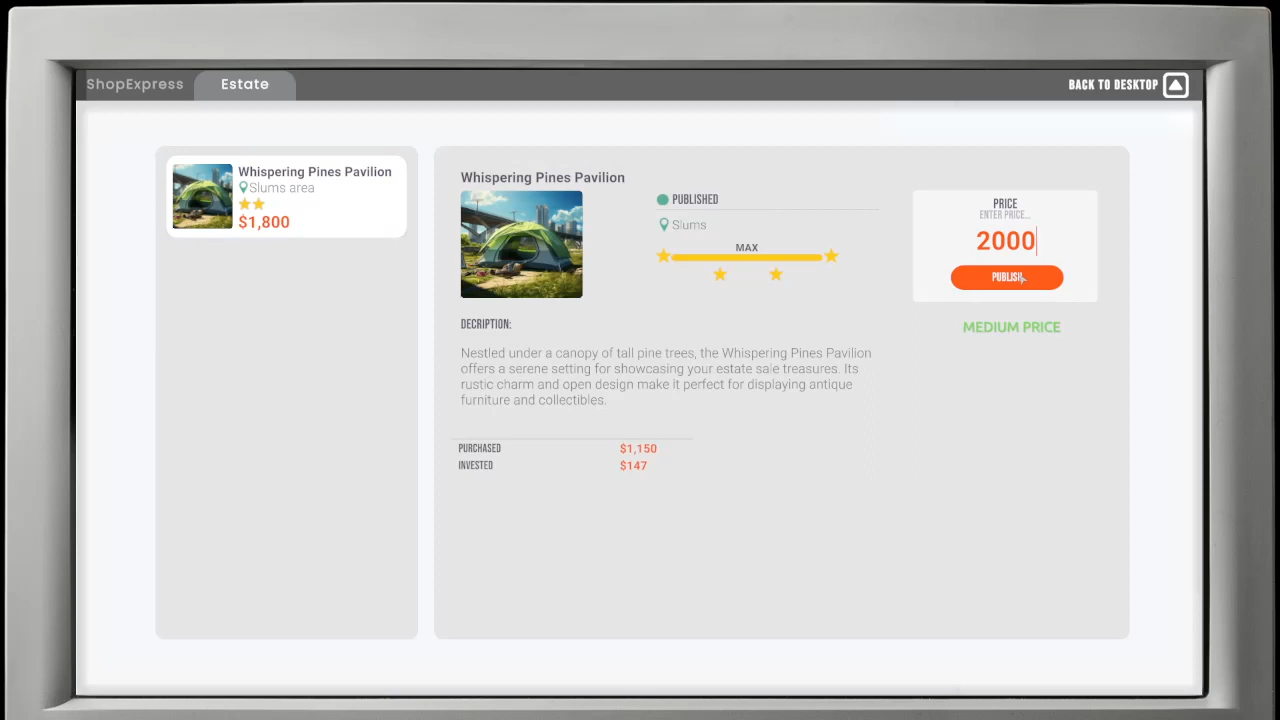 ShopExpress
Estate
BACK TO DESKTOP
Whispering Pines Pavilion
Slums area
$1,800
Whispering Pines Pavilion
PUBLISHED
Slums
MAX
PRICE
ENTER PRICE...
2000
PUBLISH
MEDIUM PRICE
DECRIPTION:
Nestled under a canopy of tall pine trees, the Whispering Pines Pavilion
offers a serene setting for showcasing your estate sale treasures. Its
rustic charm and open design make it perfect for displaying antique
furniture and collectibles.
PURCHASED $1,150
INVESTED $147